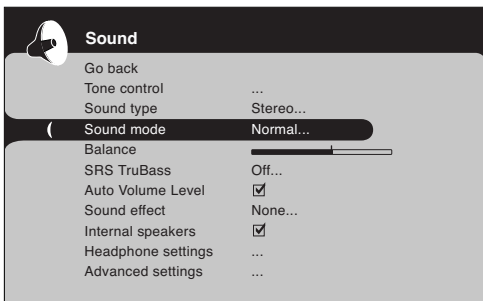 Sound
Go back
Tone control ...
Sound type Stereo...
Sound mode Normal...
Balance
SRS TruBass Off...
Auto Volume Level
Sound effect None...
Internal speakers
Headphone settings ...
Advanced settings ...